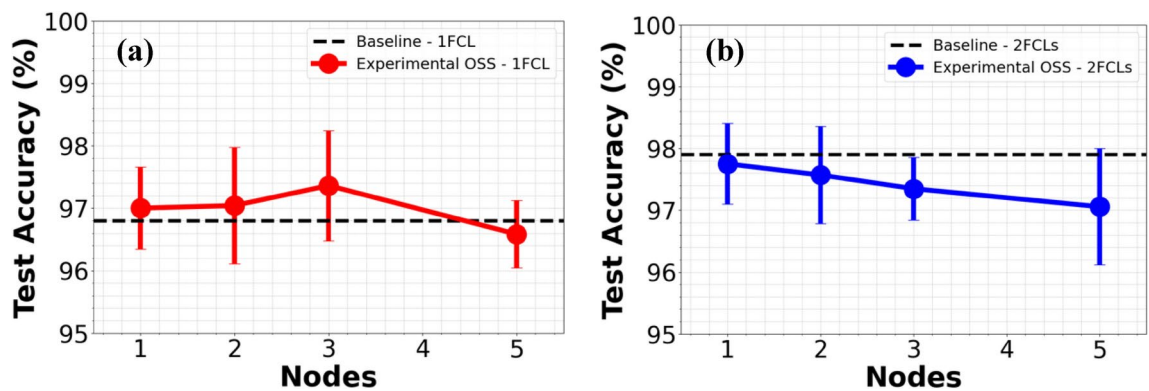 (a)
Baseline - 1FCL
Experimental OSS - 1FCL
Test Accuracy (%)
100
99
98
97
96
95
1 2 3 4 5
Nodes
(b)
Baseline - 2FCLs
Experimental OSS - 2FCLs
Test Accuracy (%)
100
99
98
97
96
95
1 2 3 4 5
Nodes